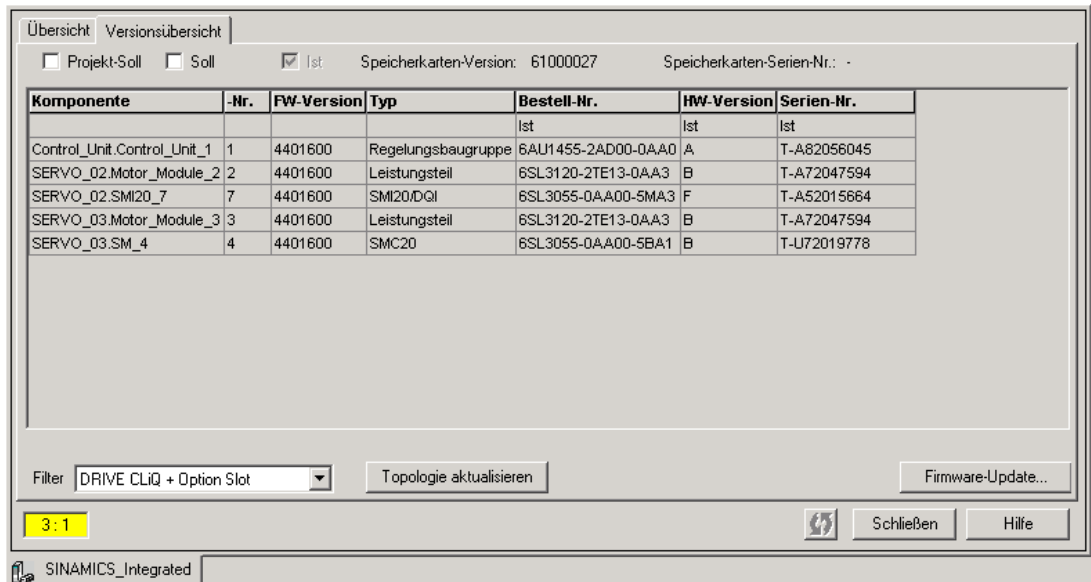 Übersicht Versionsübersicht
Projekt-Soll Soll Ist Speicherkarten-Version: 61000027 Speicherkarten-Serien-Nr.: -
Komponente -Nr. FW-Version Typ Bestell-Nr. HW-Version Serien-Nr.
Ist Ist Ist
Control_Unit.Control_Unit_1 1 4401600 Regelungsbaugruppe 6AU1455-2AD00-0AA0 A T-A82056045
SERVO_02.Motor_Module_2 2 4401600 Leistungsteil 6SL3120-2TE13-0AA3 B T-A72047594
SERVO_02.SMI20_7 7 4401600 SMI20/DQI 6SL3055-0AA00-5MA3 F T-A52015664
SERVO_03.Motor_Module_3 3 4401600 Leistungsteil 6SL3120-2TE13-0AA3 B T-A72047594
SERVO_03.SM_4 4 4401600 SMC20 6SL3055-0AA00-5BA1 B T-U72019778
Filter DRIVE CLiQ + Option Slot Topologie aktualisieren Firmware-Update...
3 : 1 Schließen Hilfe
SINAMICS_Integrated